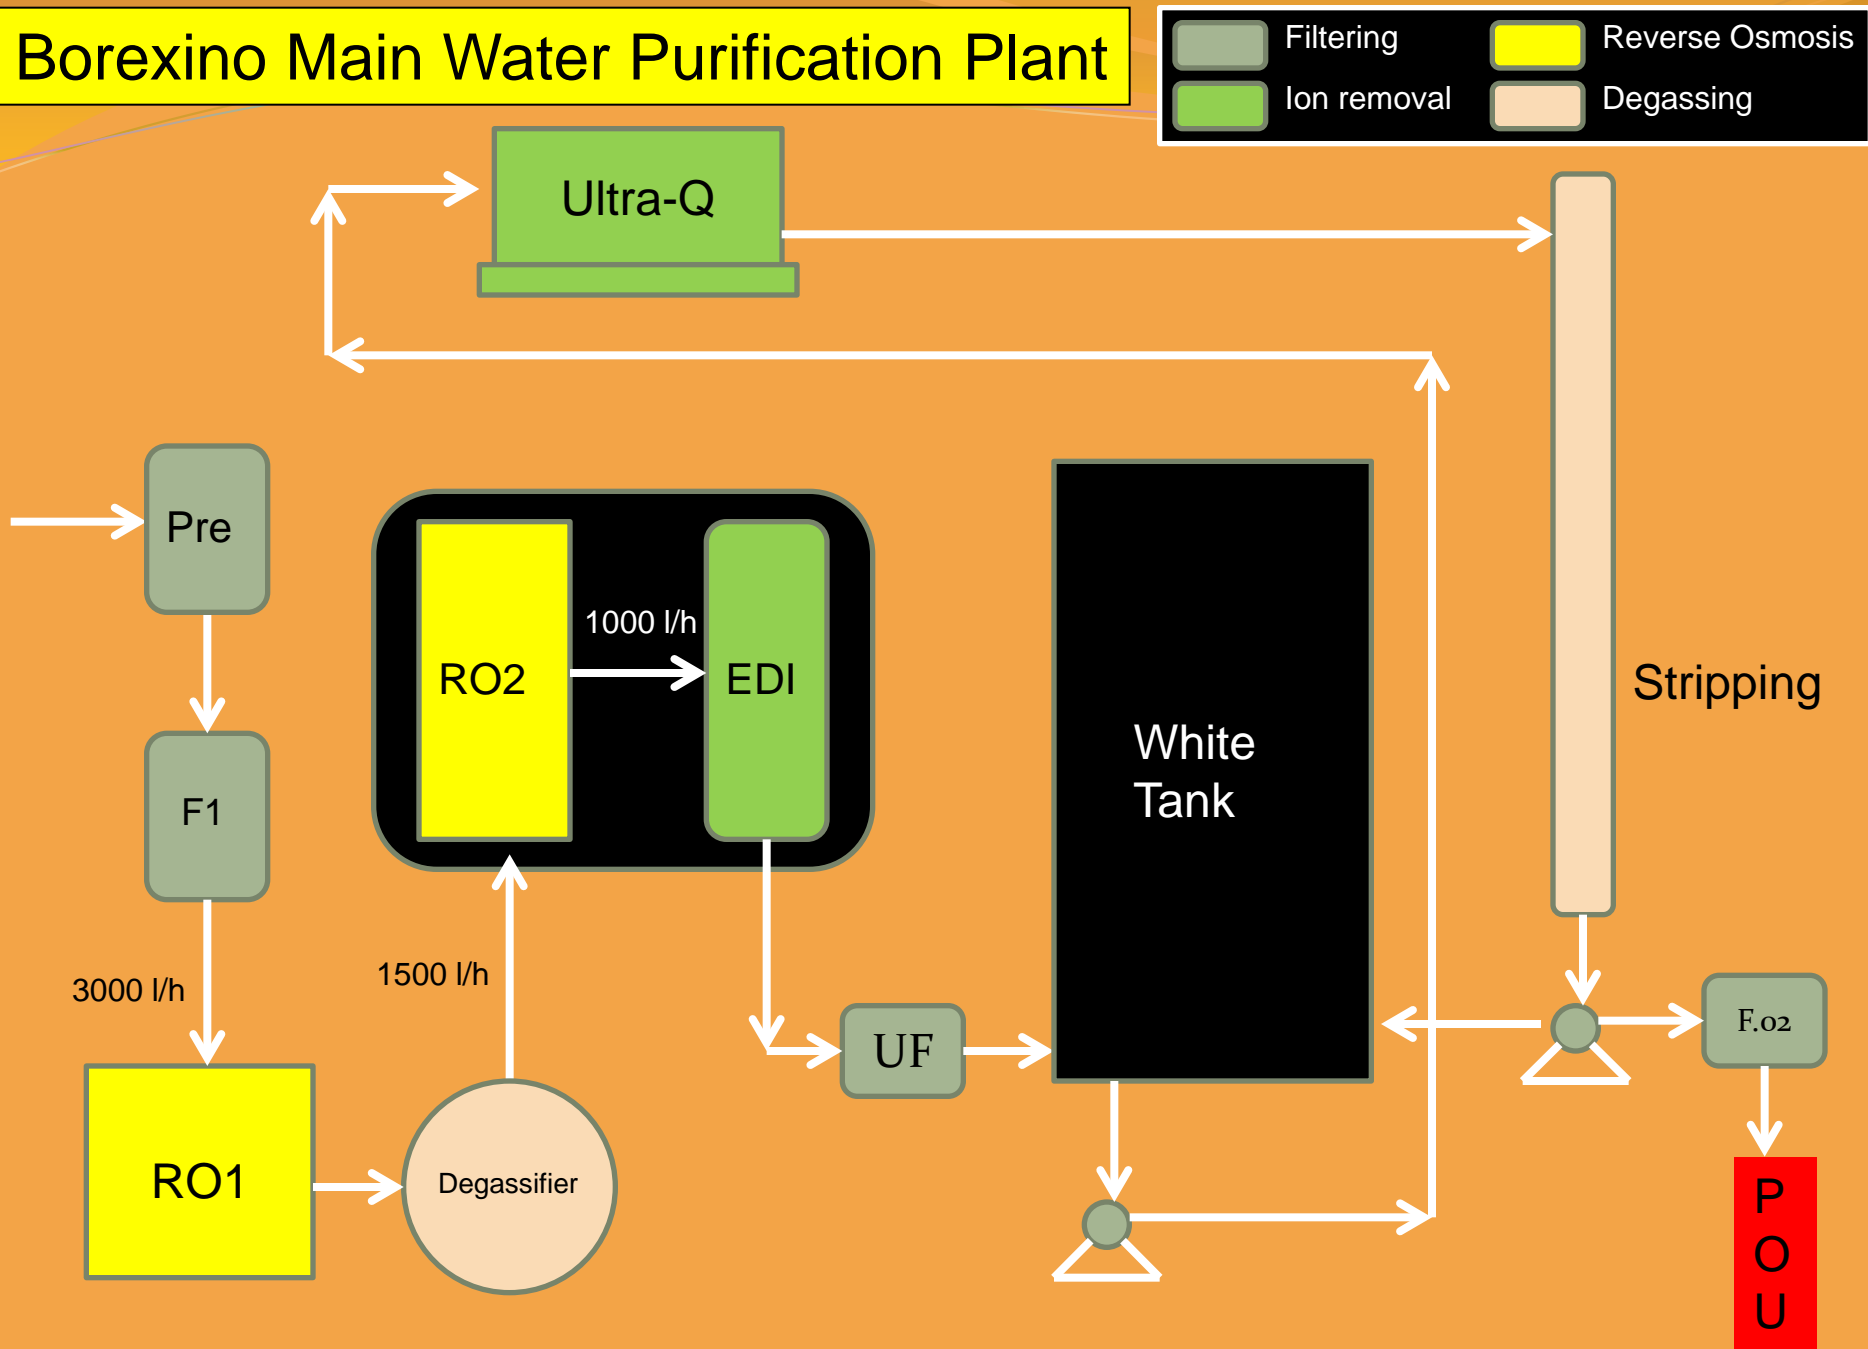 Borexino Main Water Purification Plant
Filtering
Reverse Osmosis
Ion removal
Degassing
Ultra-Q
Pre
1000 l/h
RO2
EDI
Stripping
White
Tank
F1
3000 l/h
1500 l/h
UF
F.02
RO1
Degassifier
P
O
U